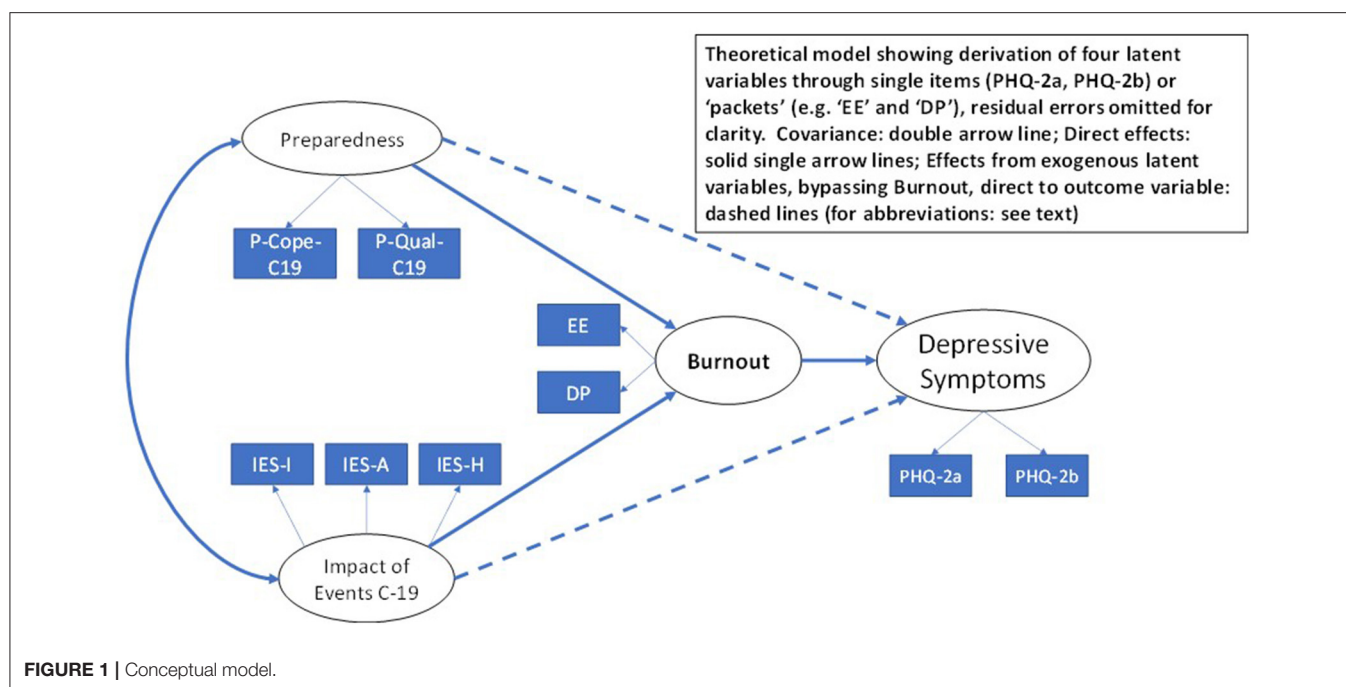 Theoretical model showing derivation of four latent
variables through single items (PHQ-2a, PHQ-2b) or
‘packets’ (e.g. ‘EE’ and ‘DP’), residual errors omitted for
clarity.  Covariance: double arrow line; Direct effects:
solid single arrow lines; Effects from exogenous latent
variables, bypassing Burnout, direct to outcome variable:
dashed lines (for abbreviations: see text)
Preparedness
P-Cope-
C19
P-Qual-
C19
EE
DP
Burnout
Depressive
Symptoms
IES-I
IES-A
IES-H
PHQ-2a
PHQ-2b
Impact of
Events C-19
FIGURE 1 | Conceptual model.